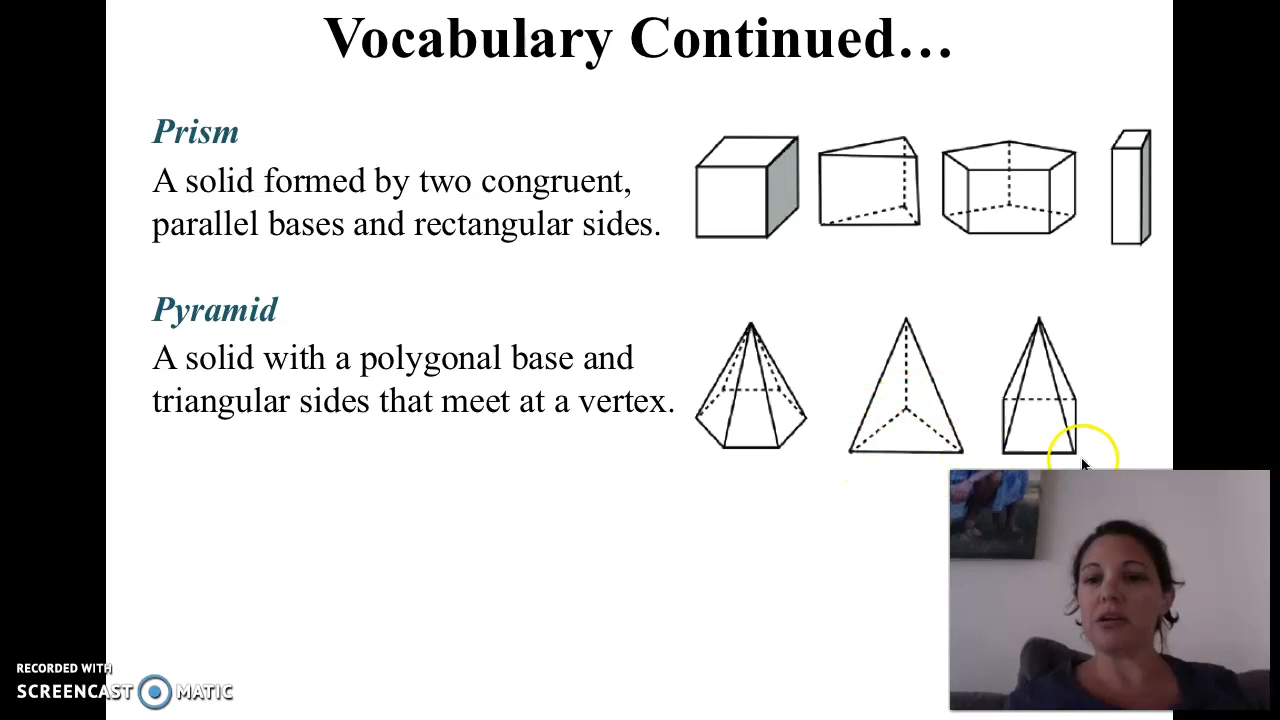 Vocabulary Continued…
Prism
A solid formed by two congruent,
parallel bases and rectangular sides.
Pyramid
A solid with a polygonal base and
triangular sides that meet at a vertex.
RECORDED WITH
SCREENCAST MATIC